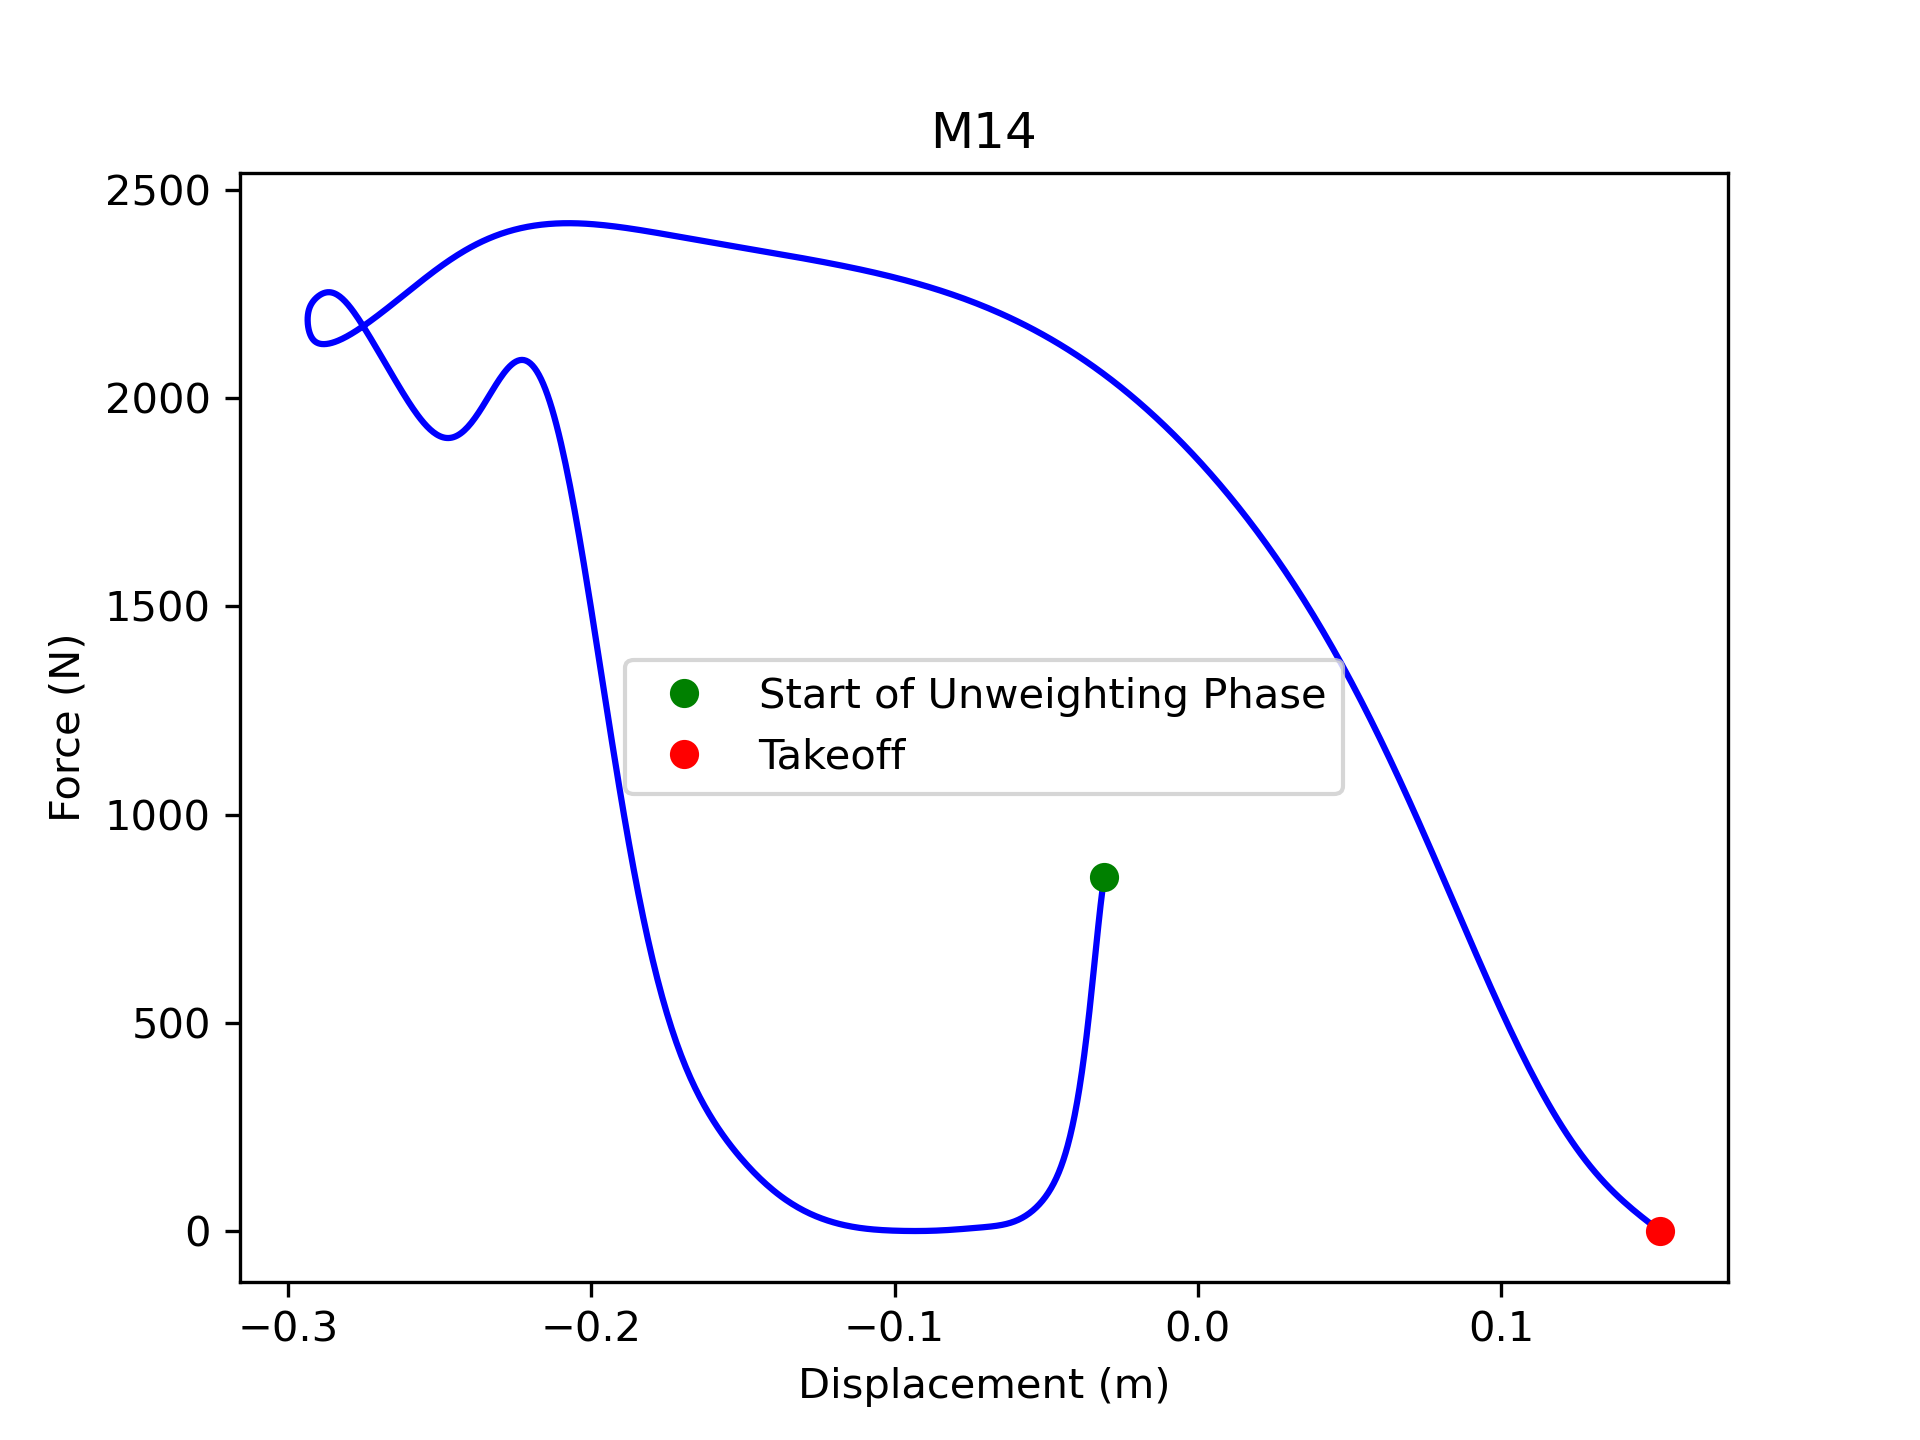 M14
2500
2000
1500
1000
500
0
Force (N)
Start of Unweighting Phase
Takeoff
−0.3 −0.2 −0.1 0.0 0.1
Displacement (m)